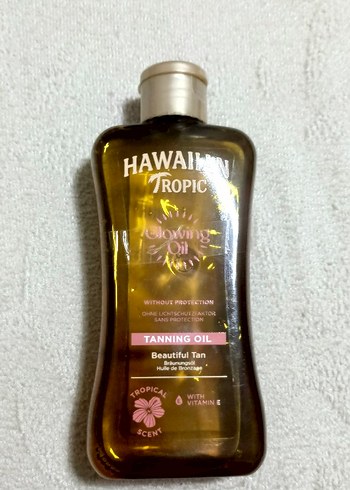 HAWAIIAN
TROPIC
Glowing
Oil
WITHOUT PROTECTION
OHNE LICHTSCHUTZFAKTOR
SANS PROTECTION
TANNING OIL
Beautiful Tan
Bräunungsöl
Huile de Bronzage
TROPICAL
SCENT
WITH
VITAMIN E